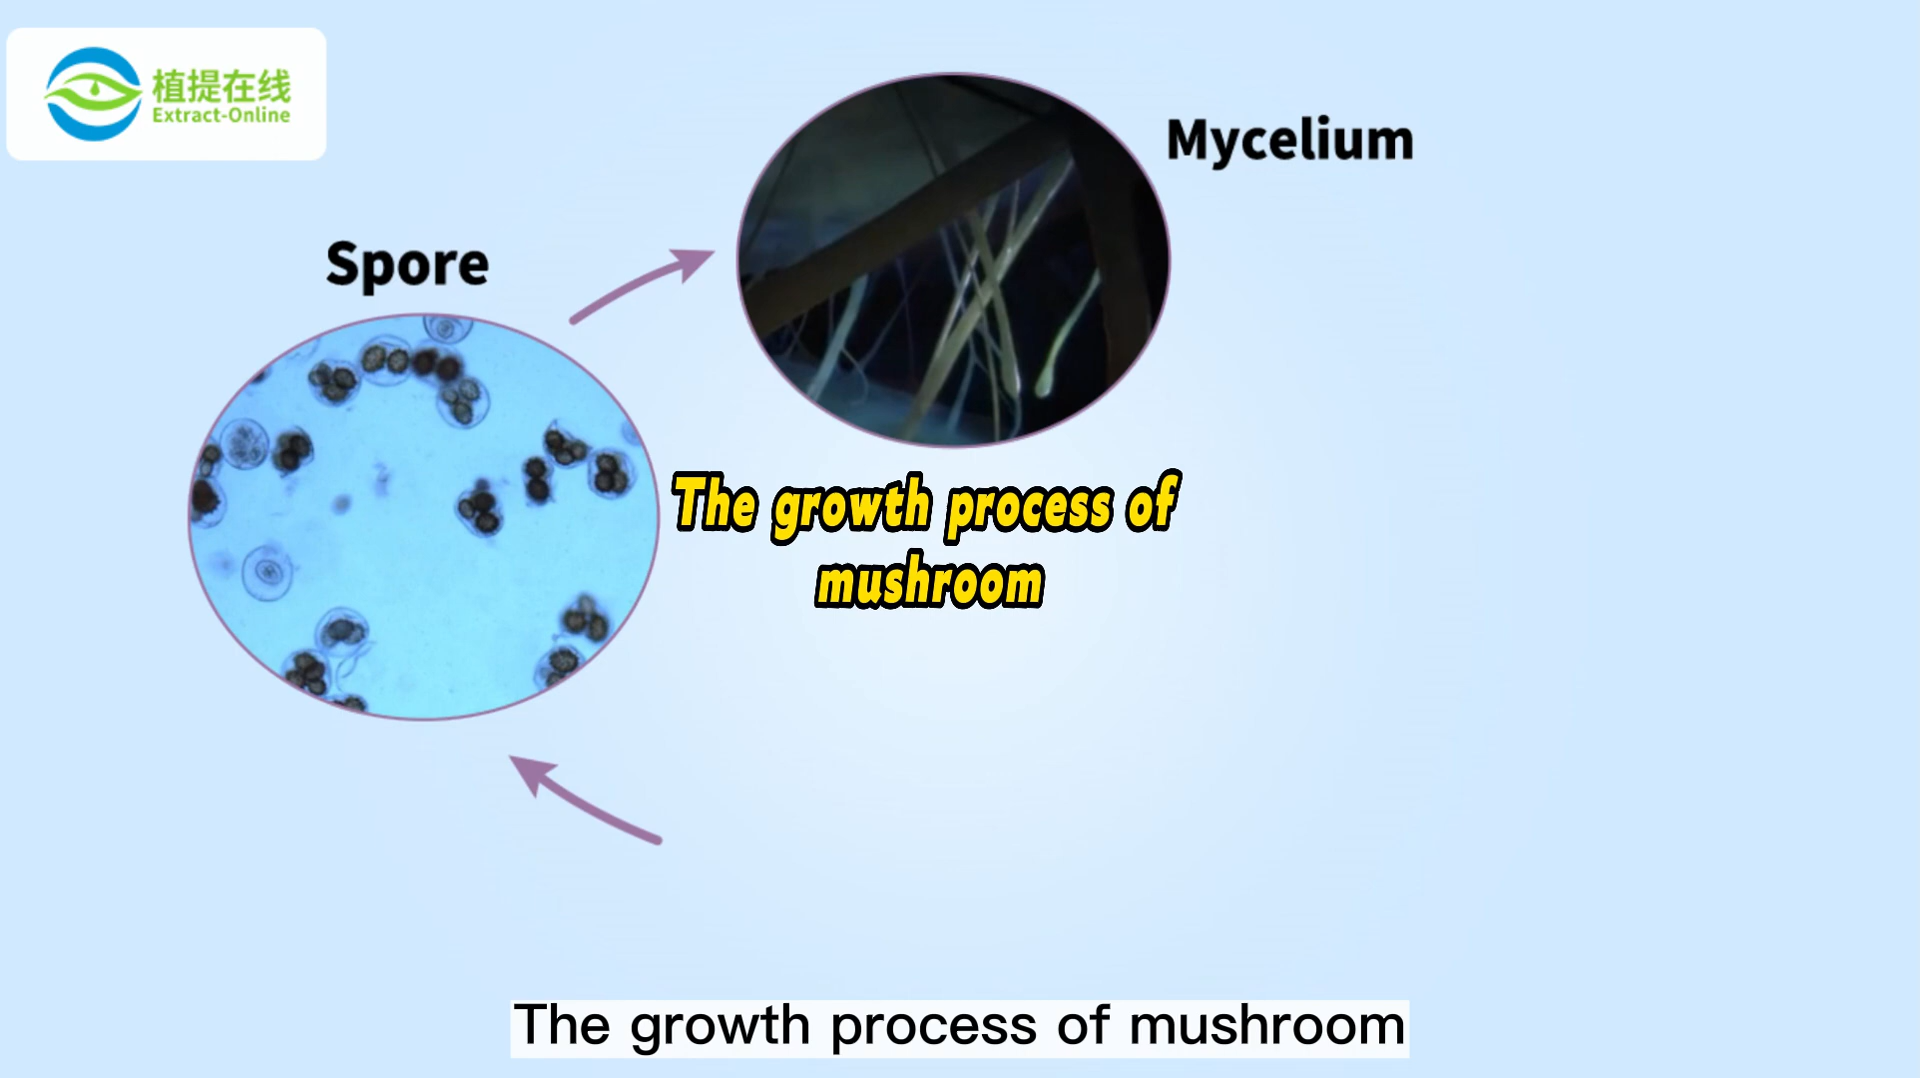 植提在线
Extract-Online
Mycelium
Spore
The growth process of
mushroom
The growth process of mushroom